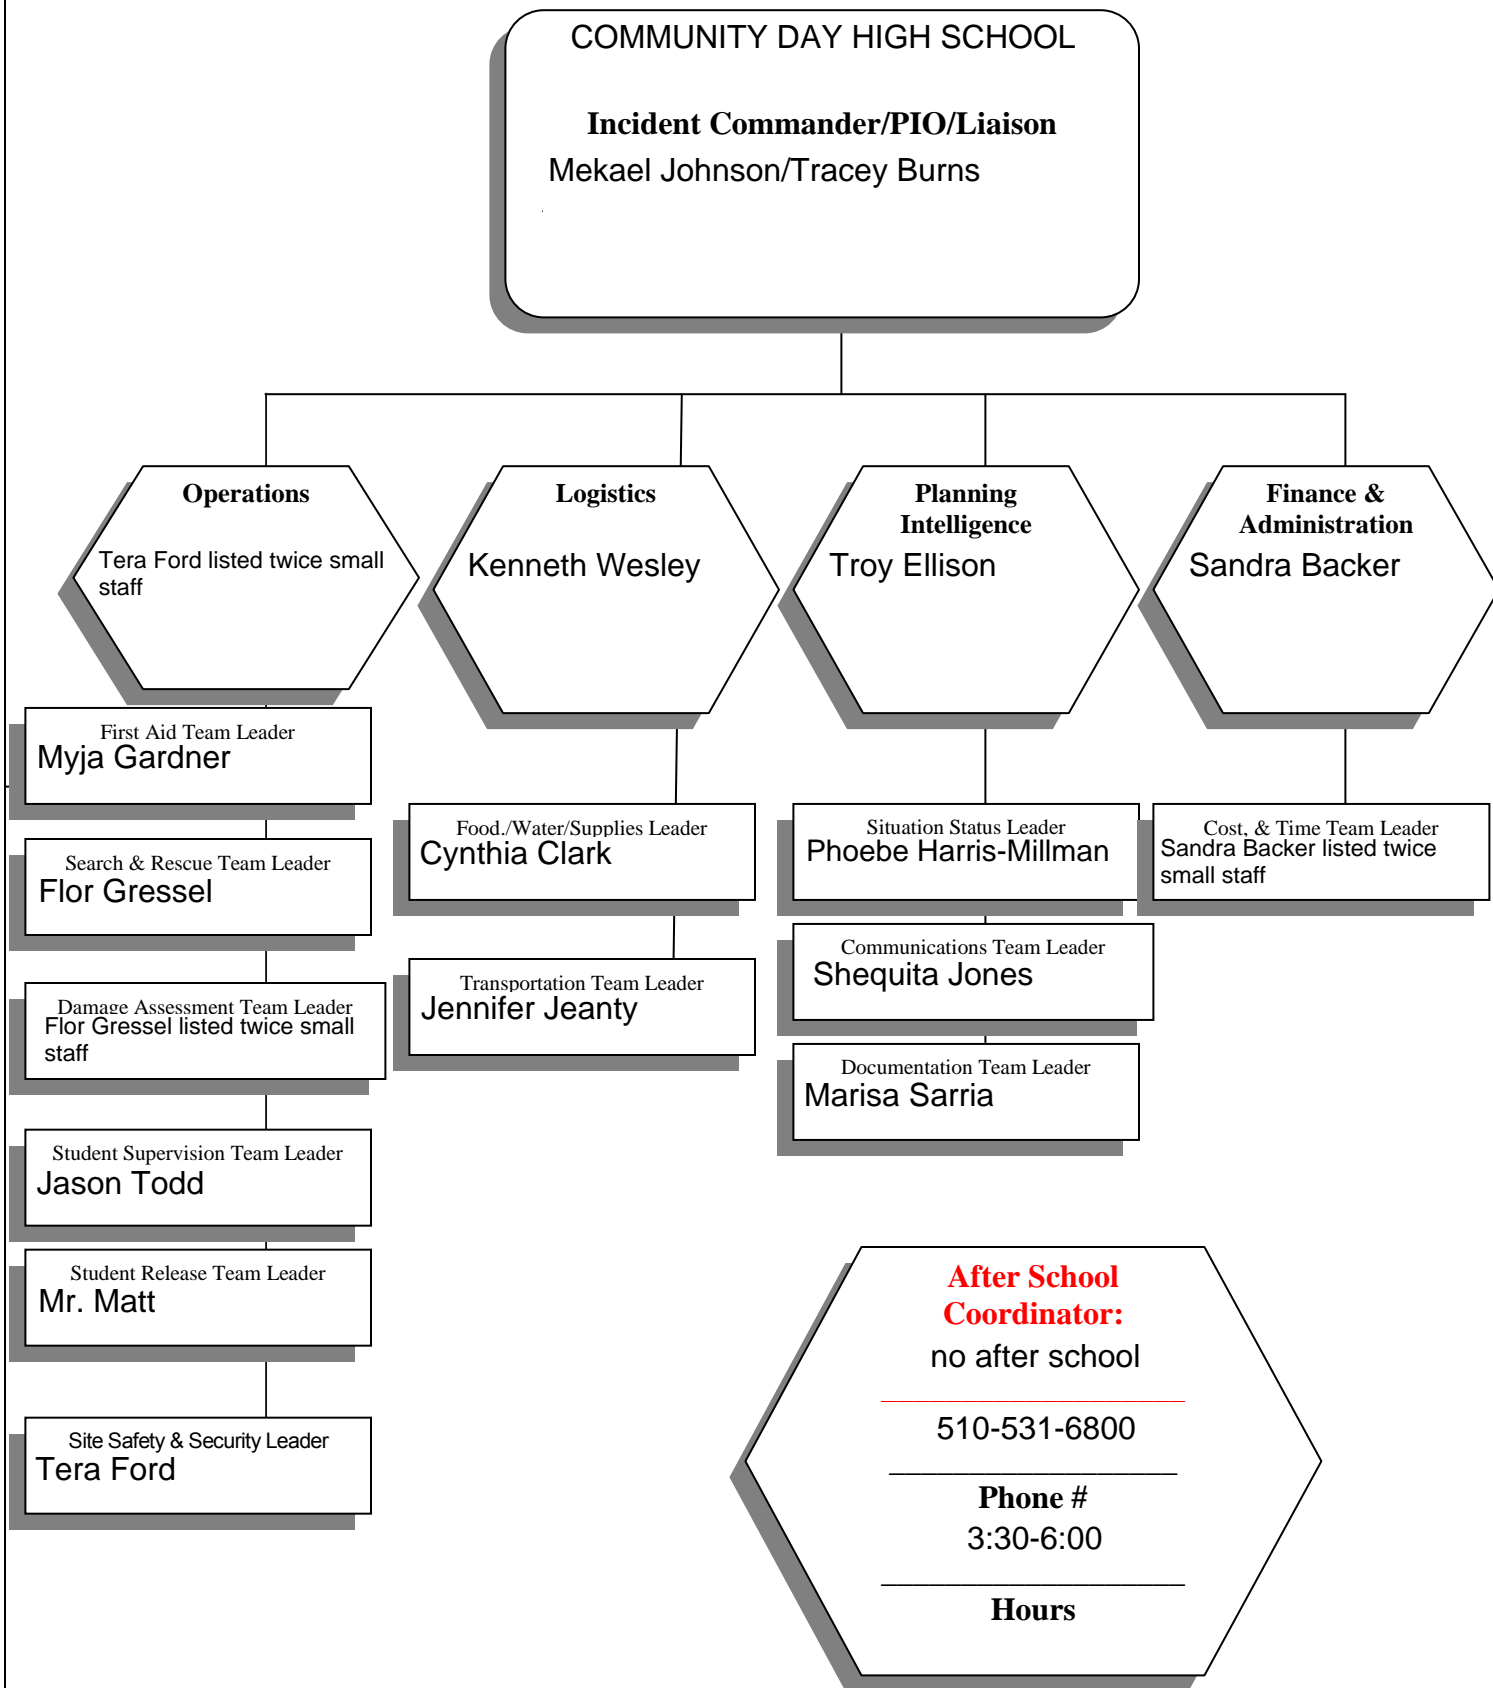 COMMUNITY DAY HIGH SCHOOL
Incident Commander/PIO/Liaison
Mekael Johnson/Tracey Burns
.
Operations
Tera Ford listed twice small
staff
Logistics
Kenneth Wesley
Planning
Intelligence
Troy Ellison
Finance &
Administration
Sandra Backer
First Aid Team Leader
Myja Gardner
Search & Rescue Team Leader
Flor Gressel
Damage Assessment Team Leader
Flor Gressel listed twice small
staff
Student Supervision Team Leader
Jason Todd
Student Release Team Leader
Mr. Matt
Site Safety & Security Leader
Tera Ford
Food./Water/Supplies Leader
Cynthia Clark
Transportation Team Leader
Jennifer Jeanty
Situation Status Leader
Phoebe Harris-Millman
Communications Team Leader
Shequita Jones
Documentation Team Leader
Marisa Sarria
Cost, & Time Team Leader
Sandra Backer listed twice
small staff
After School
Coordinator:
no after school
510-531-6800
Phone #
3:30-6:00
Hours